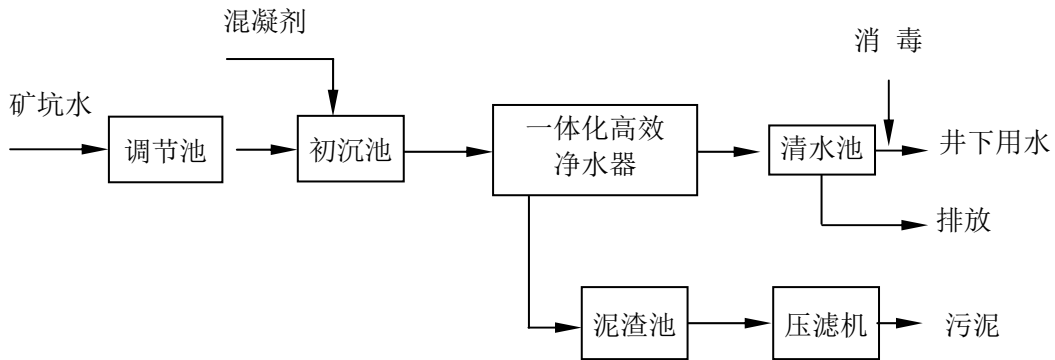 混凝剂
消 毒
矿坑水
调节池
初沉池
一体化高效
净水器
清水池
井下用水
排放
泥渣池
压滤机
污泥